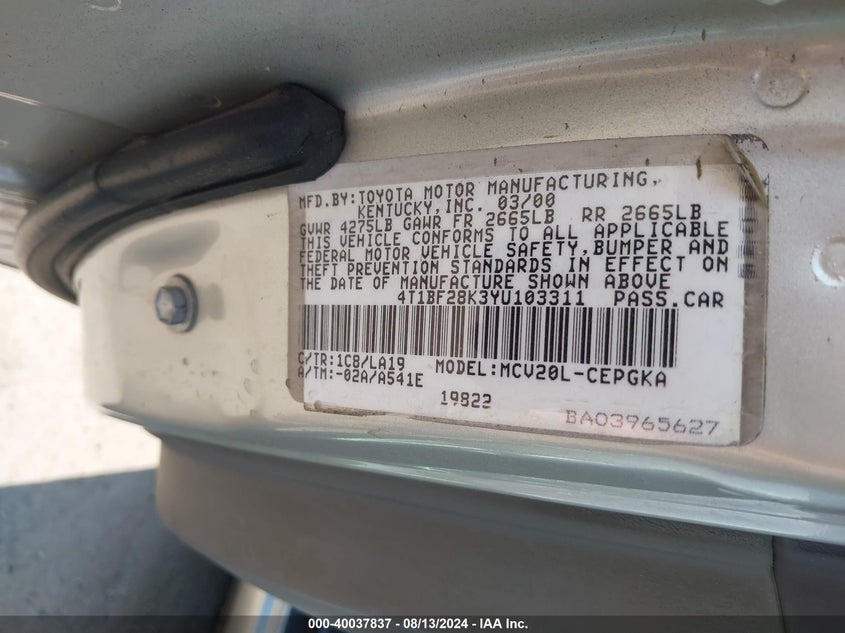 MFD.BY:TOYOTA MOTOR MANUFACTURING,
KENTUCKY,INC. 03/00
GVWR 4275LB GAWR FR 2665LB RR 2665LB
THIS VEHICLE CONFORMS TO ALL APPLICABLE
FEDERAL MOTOR VEHICLE SAFETY,BUMPER AND
THEFT PREVENTION STANDARDS IN EFFECT ON
THE DATE OF MANUFACTURE SHOWN ABOVE
4T1BF28K3YU103311 PASS.CAR
C/TR:1C8/LA19 MODEL:MCV20L-CEPGKA
A/TM:-02A/A541E
19822
BA03965627
000-40037837 - 08/13/2024 - IAA Inc.